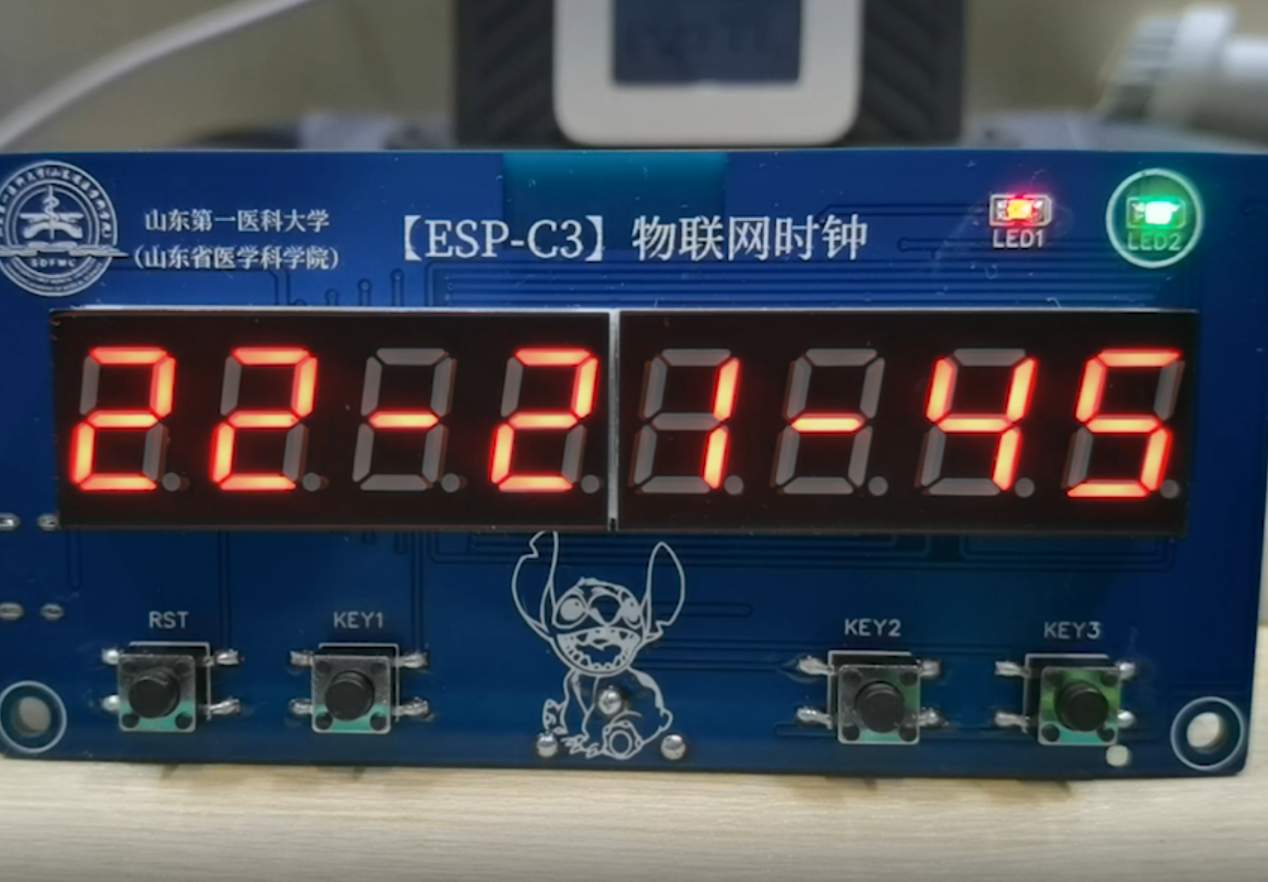 山东第一医科大学
(山东省医学科学院)
【ESP-C3】物联网时钟
LED1
LED2
22-21-45
RST
KEY1
KEY2
KEY3